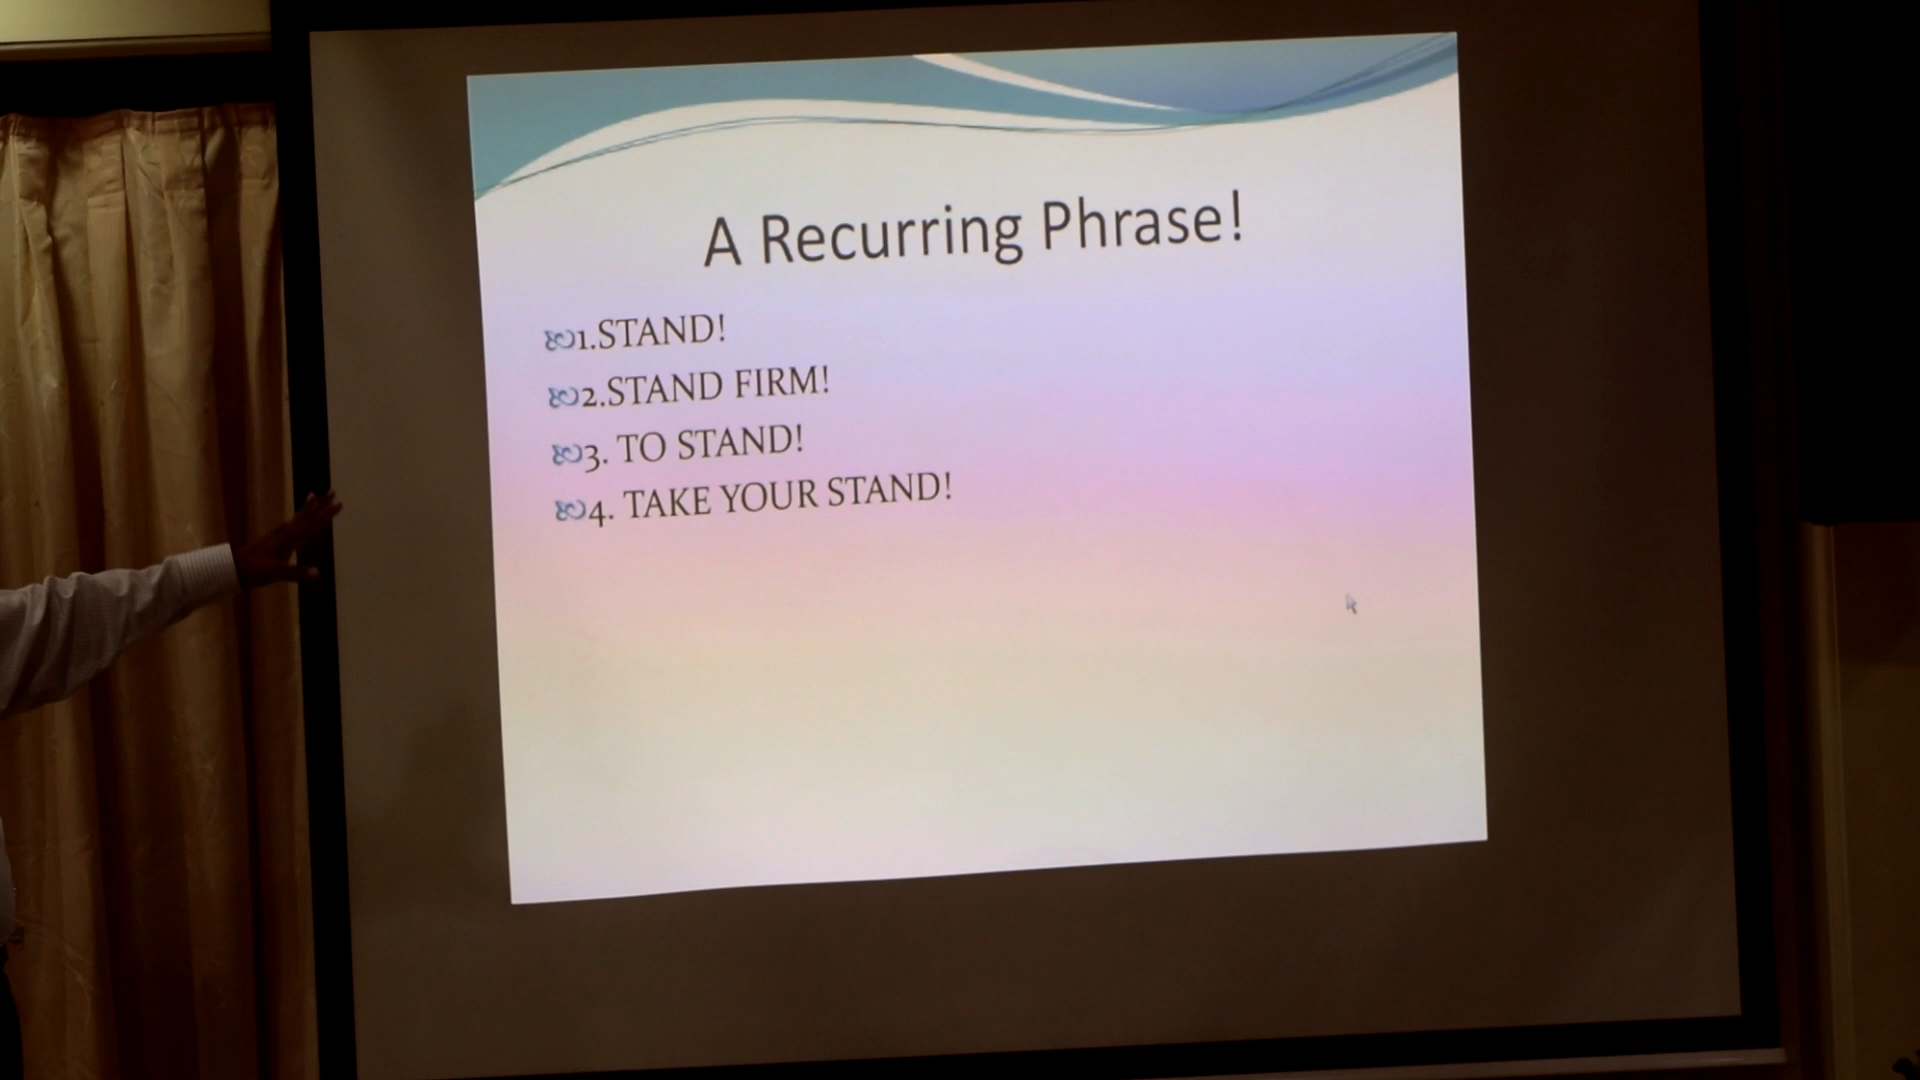 A Recurring Phrase!
1.STAND!
2.STAND FIRM!
3. TO STAND!
4. TAKE YOUR STAND!